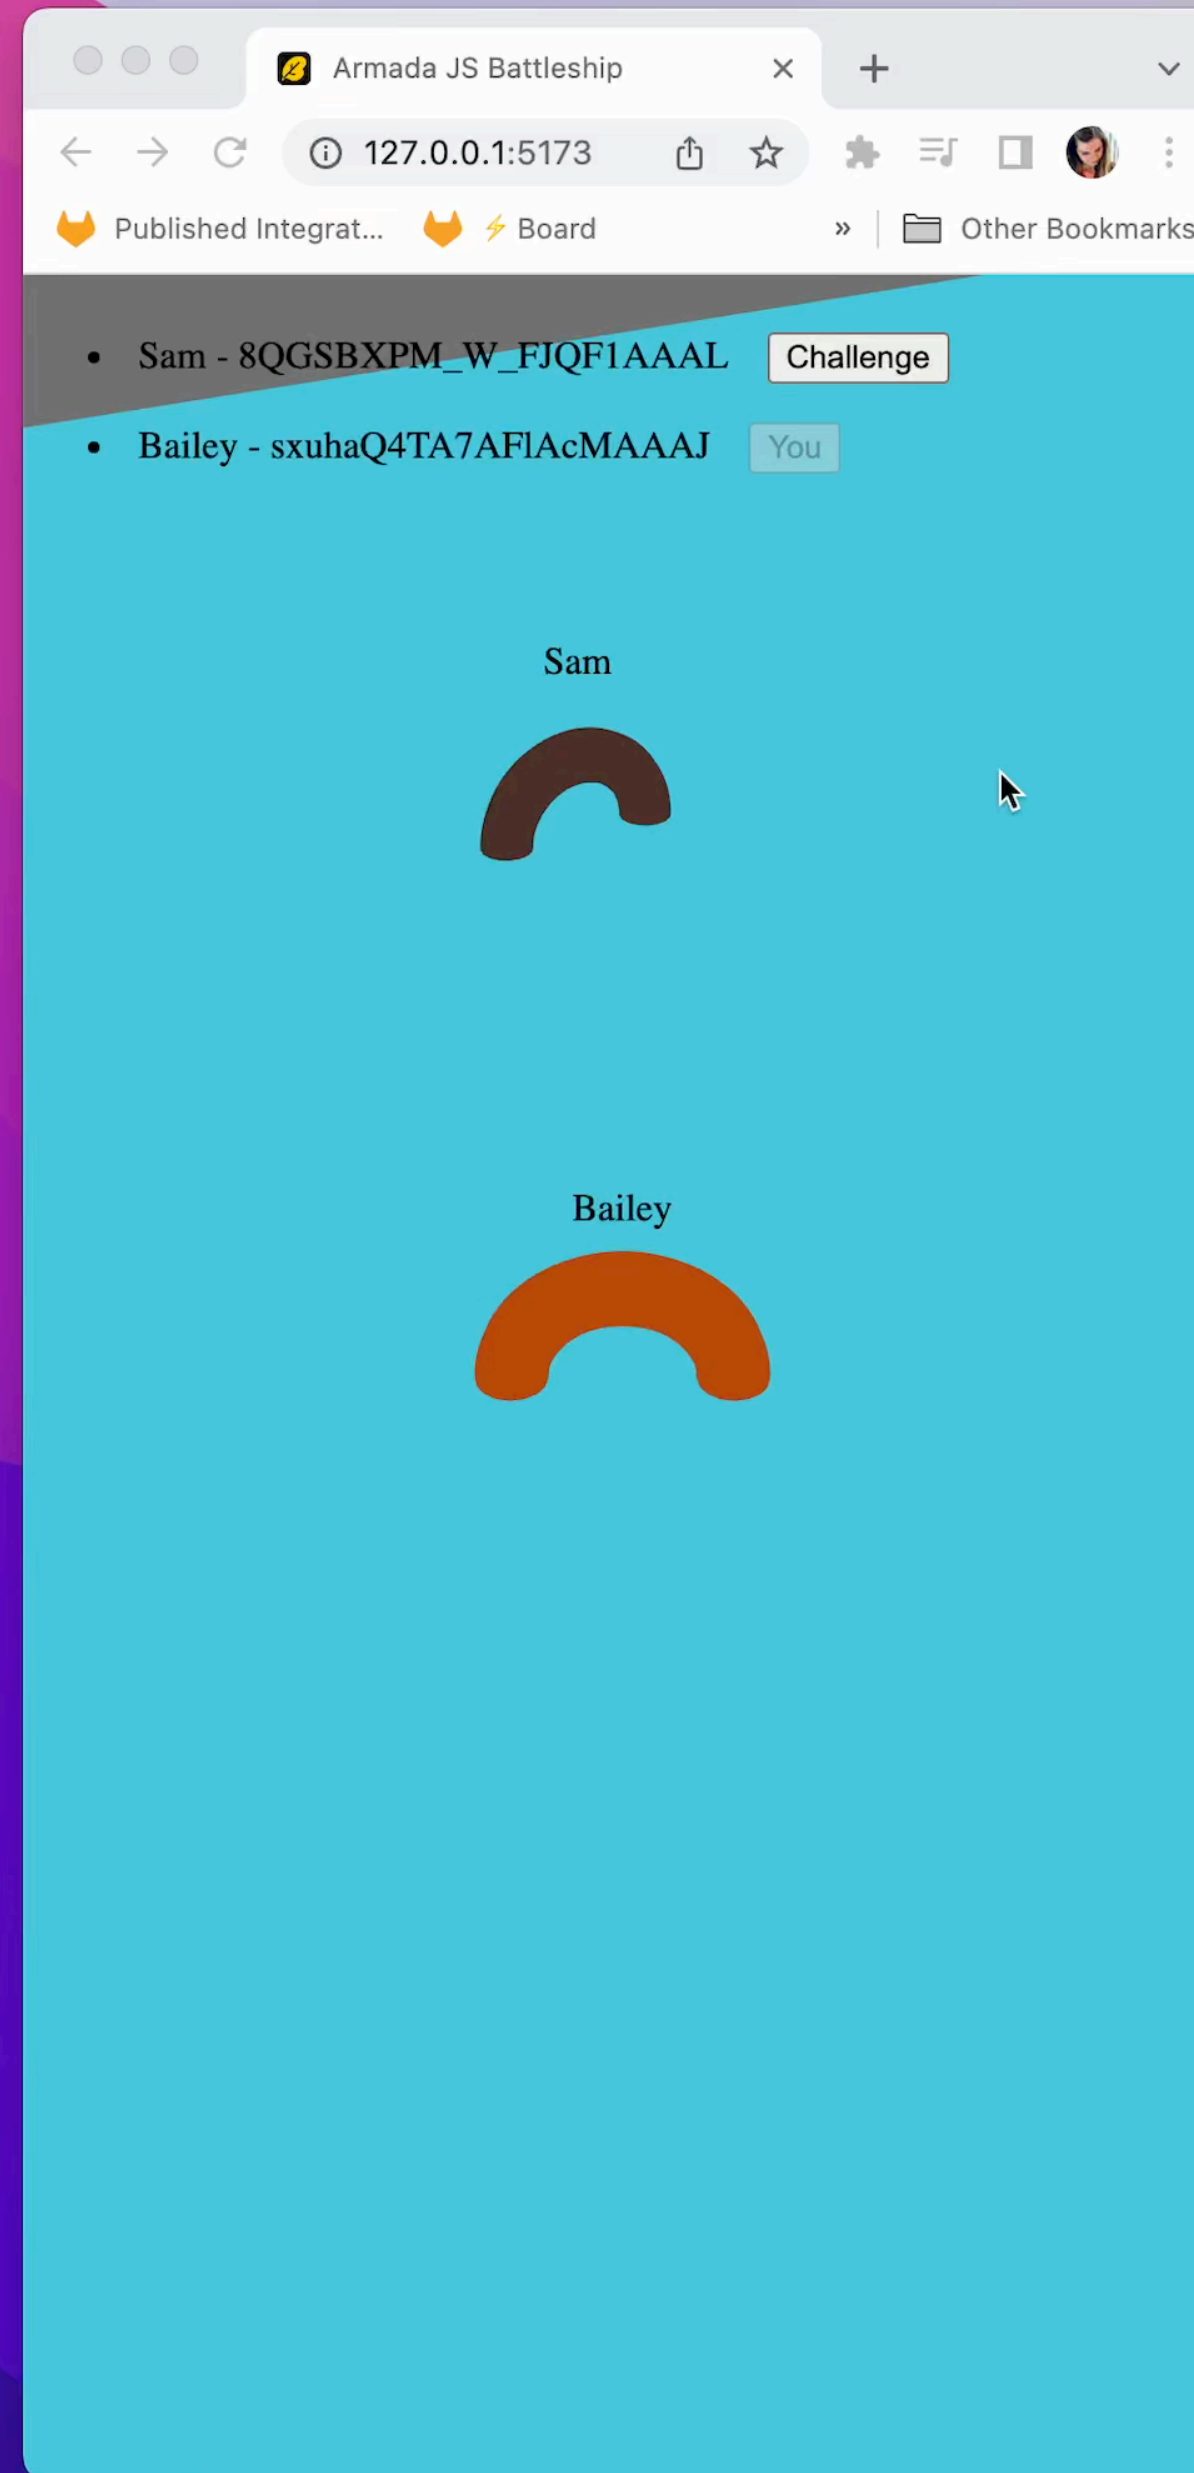 Armada JS Battleship
127.0.0.1:5173
Published Integrat... ⚡ Board » Other Bookmarks
• Sam - 8QGSBXPM_W_FJQF1AAAL Challenge
• Bailey - sxuhaQ4TA7AFlAcMAAAJ You
Sam
Bailey